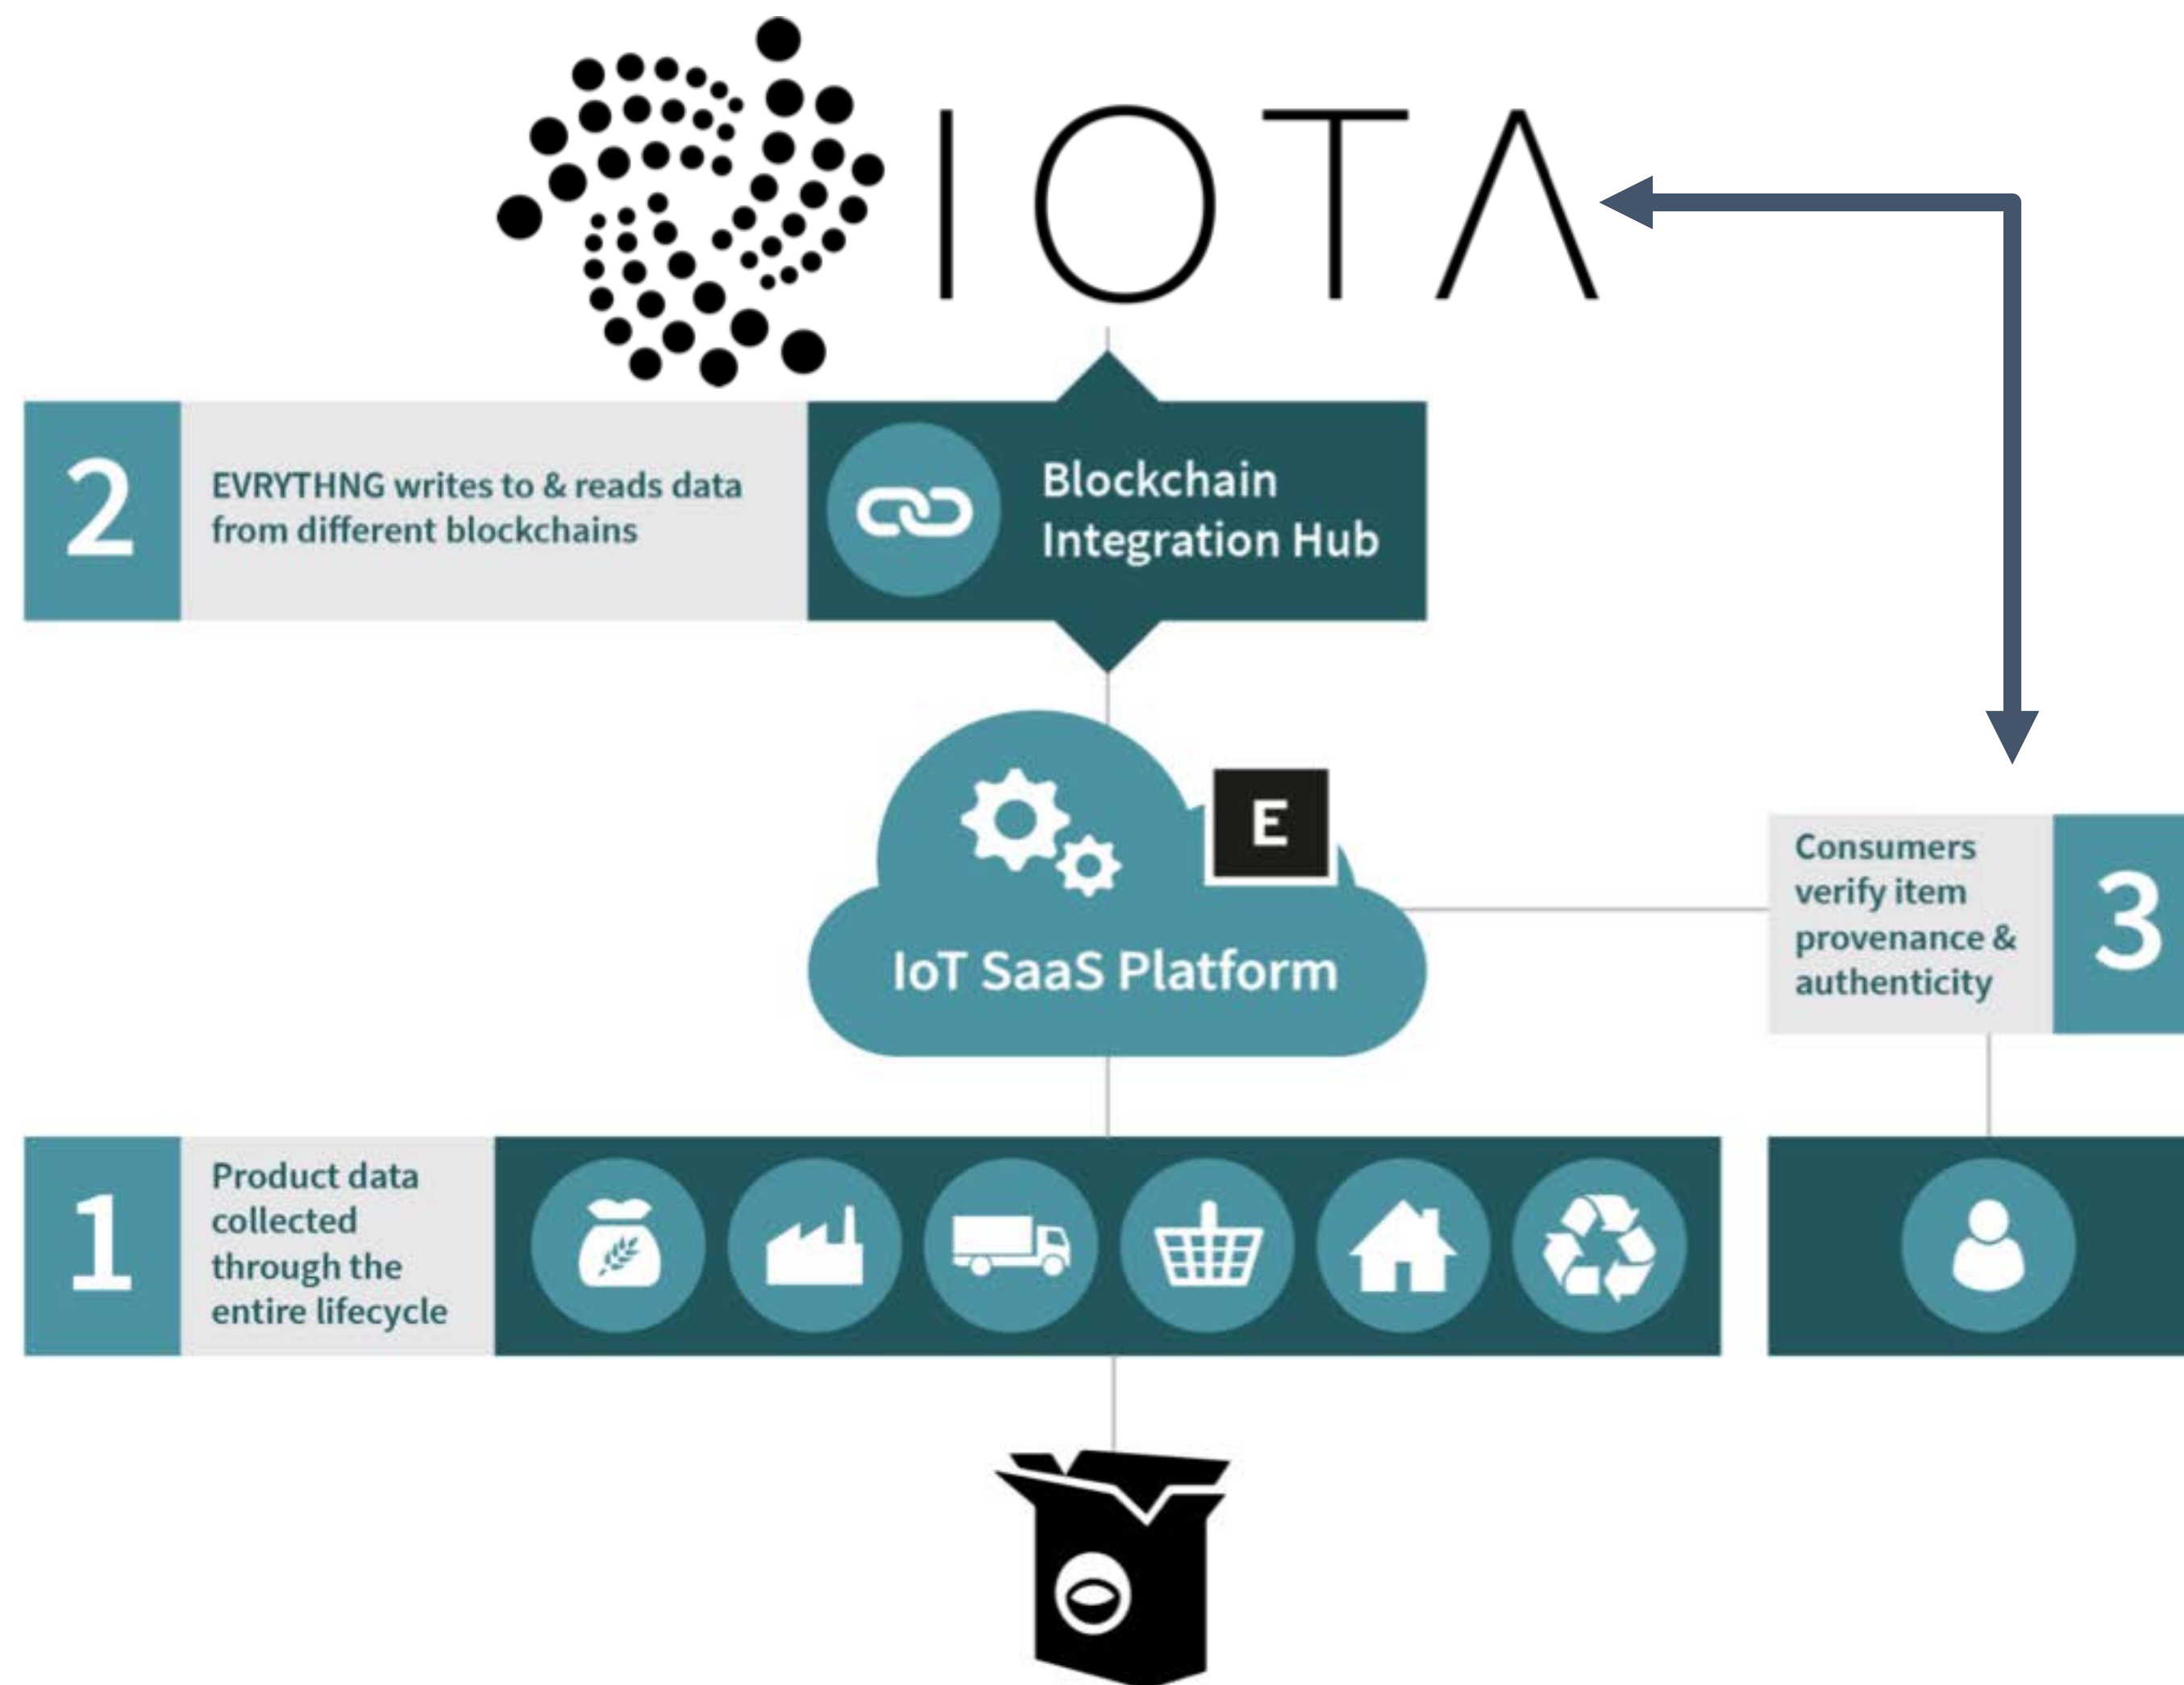 IOTA
2
EVRYTHNG writes to & reads data
from different blockchains
Blockchain
Integration Hub
E
IoT SaaS Platform
Consumers
verify item
provenance &
authenticity
3
1
Product data
collected
through the
entire lifecycle